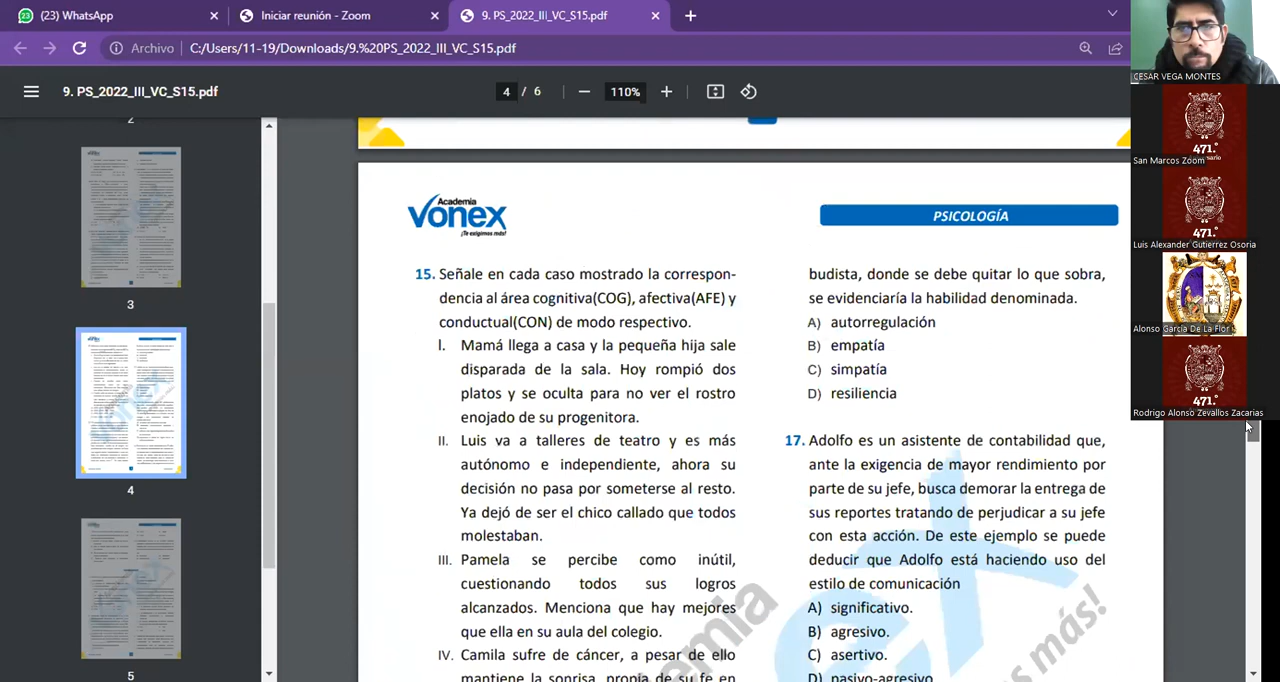 (23) WhatsApp
Iniciar reunión - Zoom
9. PS_2022_III_VC_S15.pdf
Archivo
C:/Users/11-19/Downloads/9.%20PS_2022_III_VC_S15.pdf
9. PS_2022_III_VC_S15.pdf
4 / 6
110%
2
3
4
5
Academia
vonex
¡Te exigimos más!
PSICOLOGÍA
15. Señale en cada caso mostrado la correspon-
dencia al área cognitiva(COG), afectiva(AFE) y
conductual(CON) de modo respectivo.
I. Mamá llega a casa y la pequeña hija sale
disparada de la sala. Hoy rompió dos
platos y se oculta para no ver el rostro
enojado de su progenitora.
II. Luis va a talleres de teatro y es más
autónomo e independiente, ahora su
decisión no pasa por someterse al resto.
Ya dejó de ser el chico callado que todos
molestaban.
III. Pamela se percibe como inútil,
cuestionando todos sus logros
alcanzados. Menciona que hay mejores
que ella en su aula del colegio.
IV. Camila sufre de cáncer, a pesar de ello
mantiene la sonrisa, propia de su fe en
budista, donde se debe quitar lo que sobra,
se evidenciaría la habilidad denominada.
A) autorregulación
B) empatía
C) simpatía
D) resiliencia
17. Adolfo es un asistente de contabilidad que,
ante la exigencia de mayor rendimiento por
parte de su jefe, busca demorar la entrega de
sus reportes tratando de perjudicar a su jefe
con esta acción. De este ejemplo se puede
deducir que Adolfo está haciendo uso del
estilo de comunicación
A) significativo.
B) agresivo.
C) asertivo.
D) pasivo-agresivo
CESAR VEGA MONTES
471.°
San Marcos Zoom
471.°
Luis Alexander Gutierrez Osoria
Alonso García De La Flor
471.°
Rodrigo Alonso Zevallos Zacarias